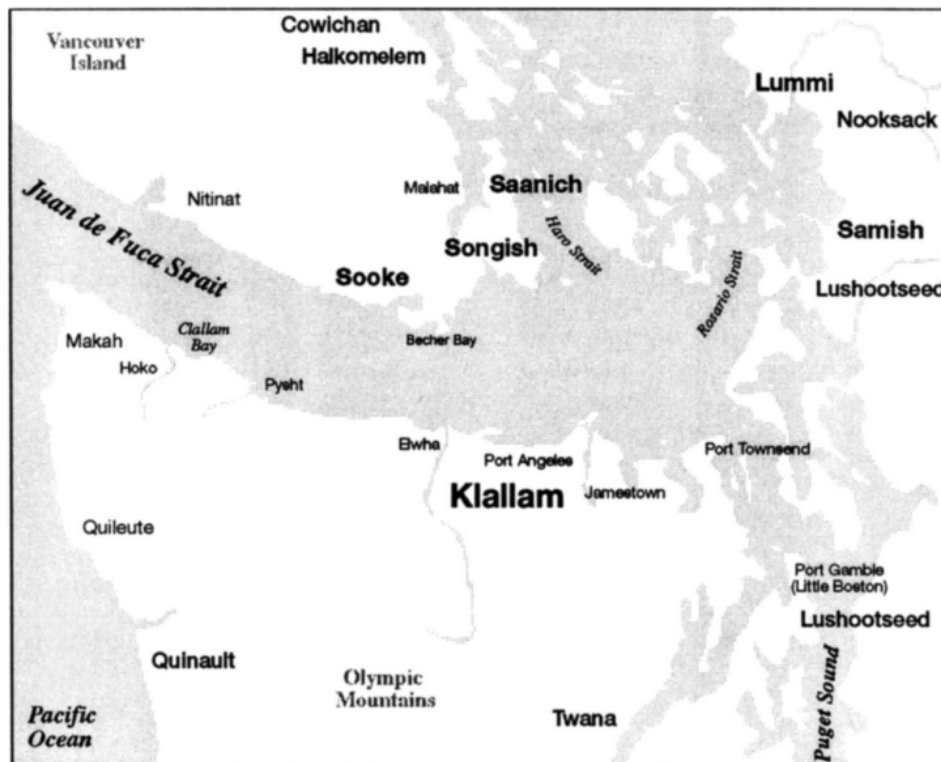 Cowichan
Vancouver
Island
Halkomelem
Lummi
Nooksack
Juan de Fuca Strait
Nitinat
Malahat
Saanich
Haro Strait
Samish
Songish
Sooke
Rosario Strait
Lushootseed
Makah
Clallam
Bay
Becher Bay
Hoko
Pysht
Elwha
Port Angeles
Port Townsend
Klallam
Jamestown
Quileute
Port Gamble
(Little Boston)
Lushootseed
Quinault
Olympic
Mountains
Pacific
Ocean
Twana
Puget Sound